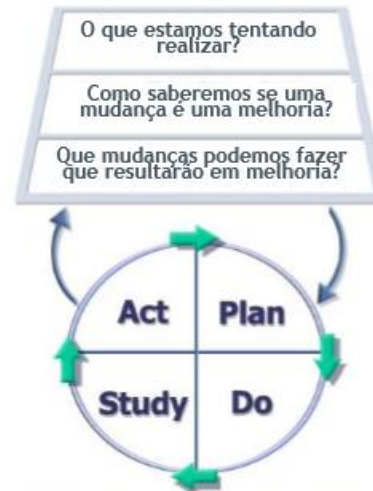 O que estamos tentando
realizar?
Como saberemos se uma
mudança é uma melhoria?
Que mudanças podemos fazer
que resultarão em melhoria?
Act
Plan
Study
Do